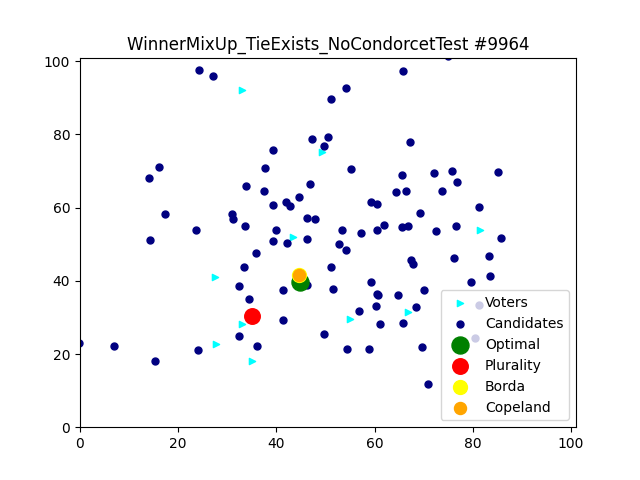 WinnerMixUp_TieExists_NoCondorcetTest #9964
100
80
60
40
20
0
0 20 40 60 80 100
Voters
Candidates
Optimal
Plurality
Borda
Copeland